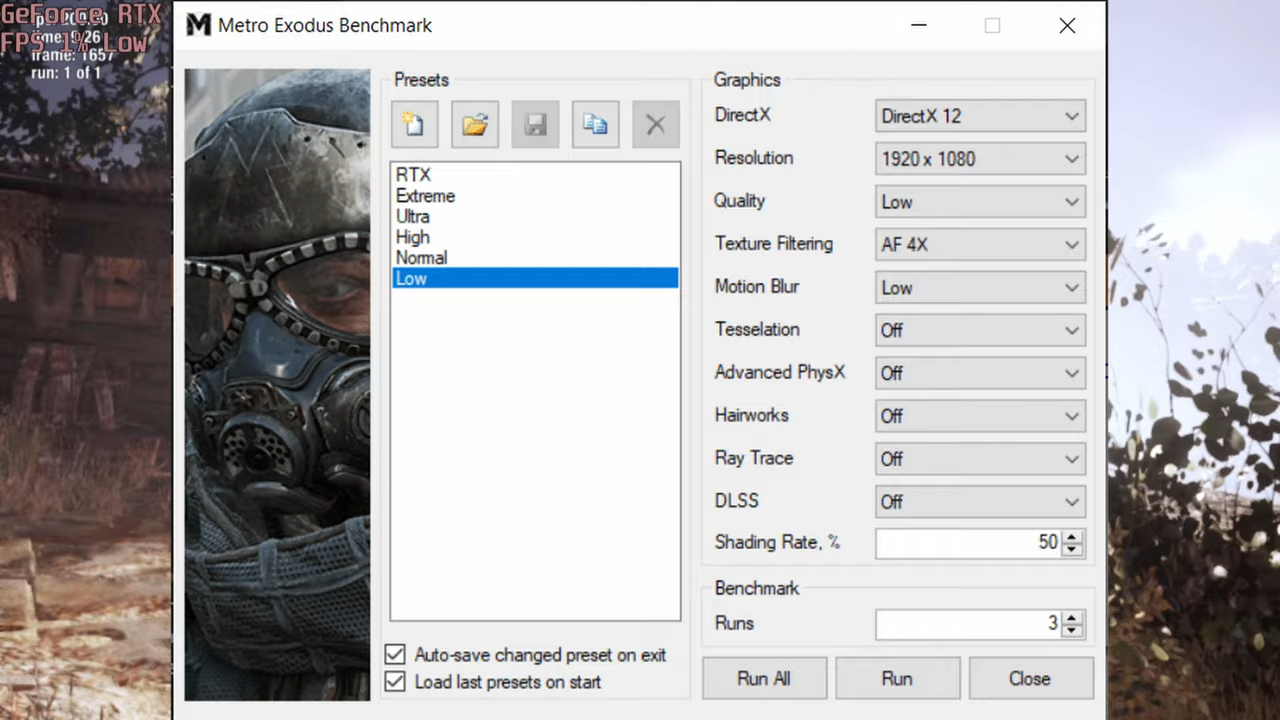 GeForce RTX
FPS 1% Low
frame: 1657
run: 1 of 1
Metro Exodus Benchmark
Presets
RTX
Extreme
Ultra
High
Normal
Low
Auto-save changed preset on exit
Load last presets on start
Graphics
DirectX DirectX 12
Resolution 1920 x 1080
Quality Low
Texture Filtering AF 4X
Motion Blur Low
Tesselation Off
Advanced PhysX Off
Hairworks Off
Ray Trace Off
DLSS Off
Shading Rate, % 50
Benchmark
Runs 3
Run All Run Close